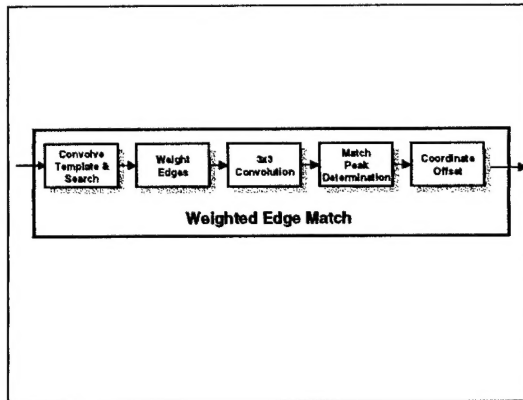 Convolve
Template &
Search
Weight
Edges
3x3
Convolution
Match
Peak
Determination
Coordinate
Offset
Weighted Edge Match